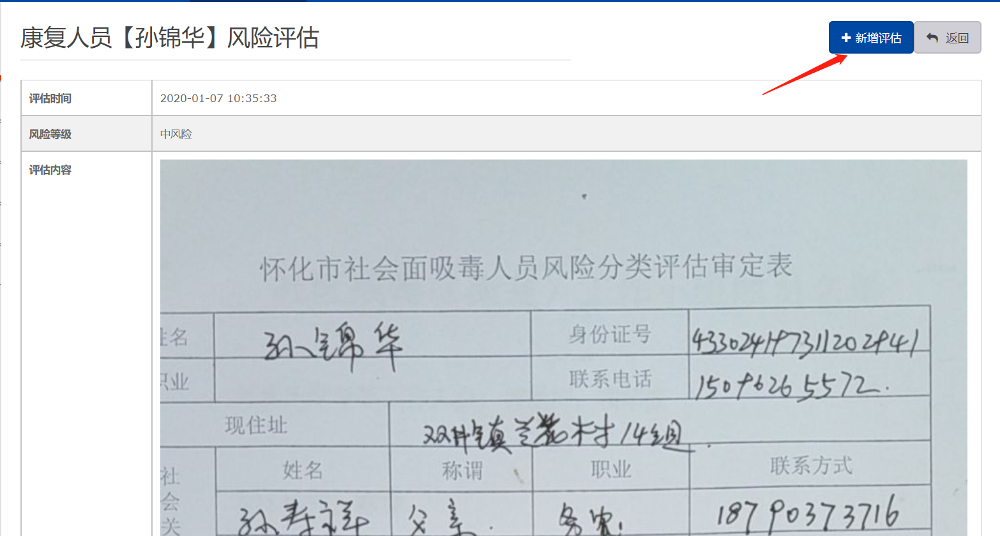 康复人员【孙锦华】风险评估
新增评估 返回
评估时间 2020-01-07 10:35:33
风险等级 中风险
评估内容
怀化市社会面吸毒人员风险分类评估审定表
姓名 孙锦华 身份证号 433024197311202941
职业 联系电话 15096265572.
现住址 双井镇兰花村14组.
社会关 姓名 称谓 职业 联系方式
孙寿祥 父亲. 务农 18790373716